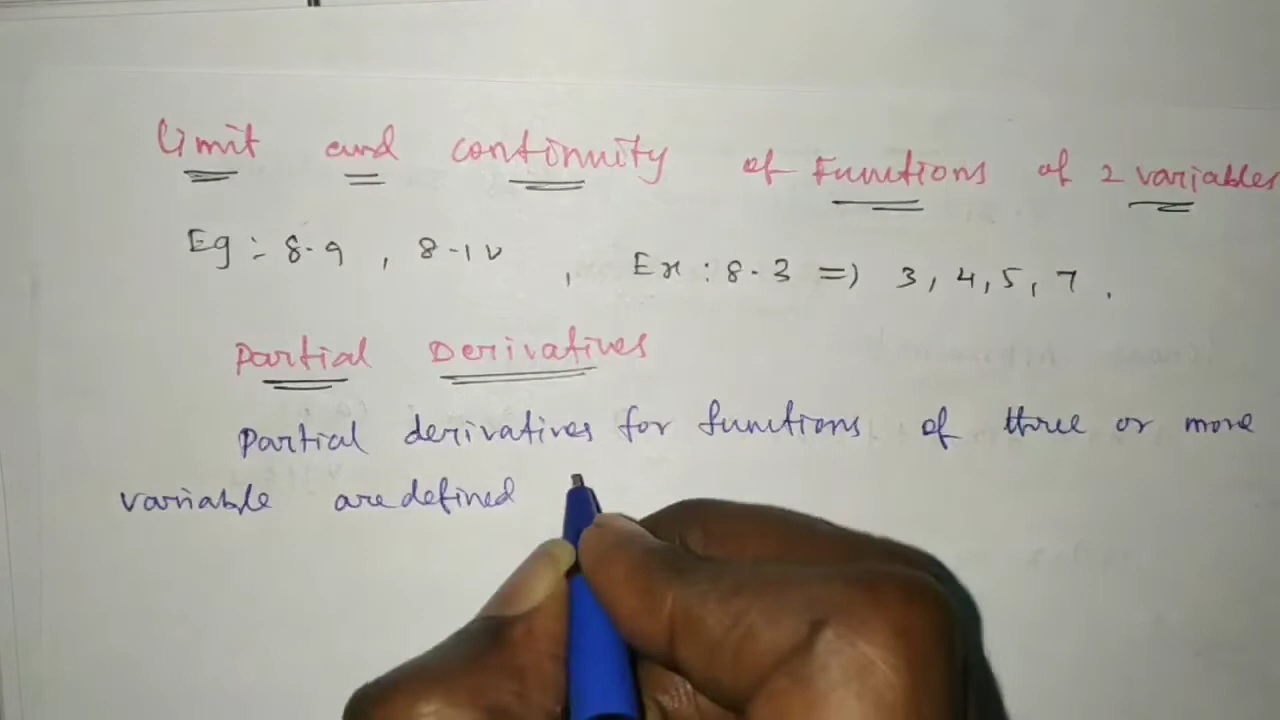 Limit and continuity of Functions of 2 variables
Eg :- 8.9 , 8.10 , Ex : 8.3 => 3, 4, 5, 7 .
Partial Derivatives
Partial derivatives for functions of three or more
variable are defined